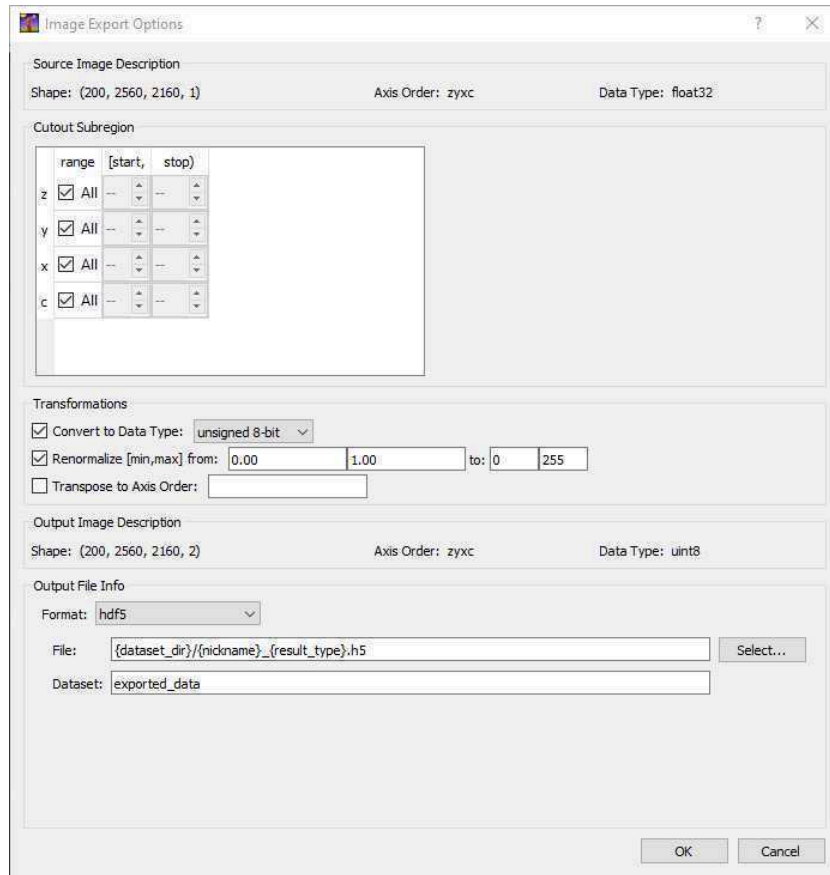 Image Export Options ? ×
Source Image Description
Shape: (200, 2560, 2160, 1) Axis Order: zyxc Data Type: float32
Cutout Subregion
range [start, stop)
z All -- --
y All -- --
x All -- --
c All -- --
Transformations
Convert to Data Type: unsigned 8-bit
Renormalize [min,max] from: 0.00 1.00 to: 0 255
Transpose to Axis Order:
Output Image Description
Shape: (200, 2560, 2160, 2) Axis Order: zyxc Data Type: uint8
Output File Info
Format: hdf5
File: {dataset_dir}/{nickname}_{result_type}.h5 Select...
Dataset: exported_data
OK Cancel